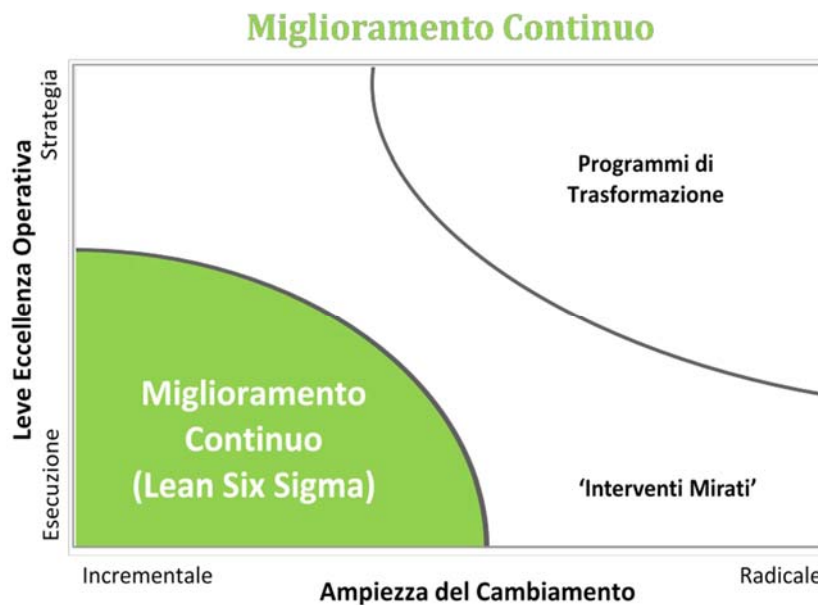 Miglioramento Continuo
Strategia
Leve Eccellenza Operativa
Esecuzione
Programmi di
Trasformazione
Miglioramento
Continuo
(Lean Six Sigma)
‘Interventi Mirati’
Incrementale
Ampiezza del Cambiamento
Radicale